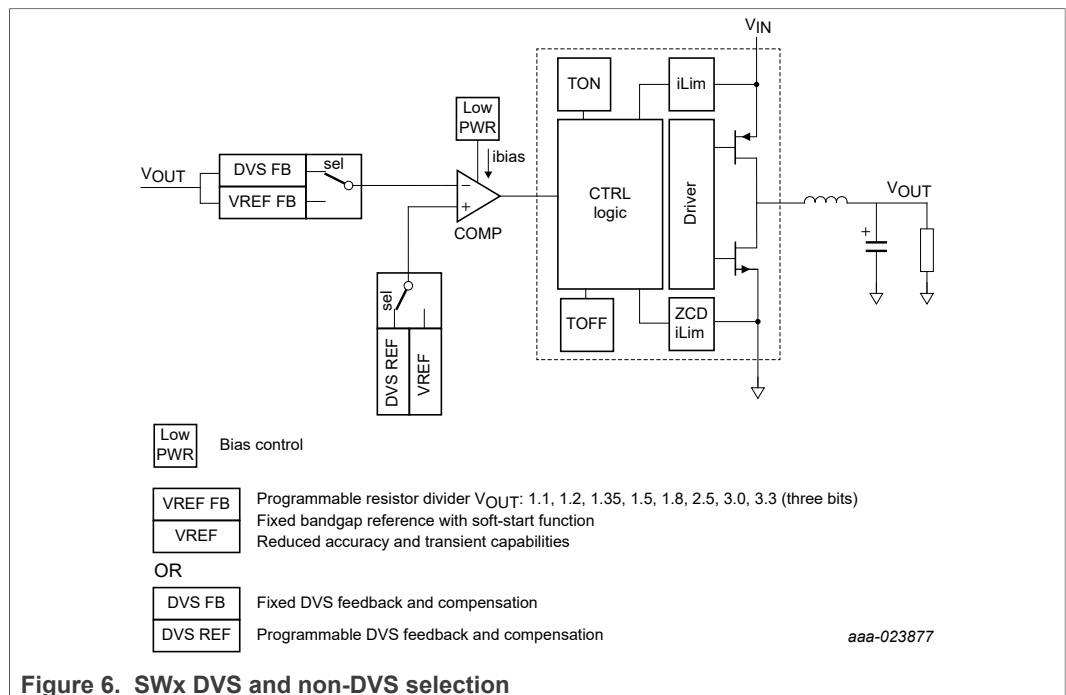 VIN
TON
iLim
Low
PWR
ibias
VOUT
DVS FB
sel
VREF FB
−
+
COMP
CTRL
logic
Driver
VOUT
+
sel
DVS REF
VREF
TOFF
ZCD
iLim
Low
PWR
Bias control
VREF FB
Programmable resistor divider VOUT: 1.1, 1.2, 1.35, 1.5, 1.8, 2.5, 3.0, 3.3 (three bits)
Fixed bandgap reference with soft-start function
VREF
Reduced accuracy and transient capabilities
OR
DVS FB
Fixed DVS feedback and compensation
DVS REF
Programmable DVS feedback and compensation
aaa-023877
Figure 6. SWx DVS and non-DVS selection